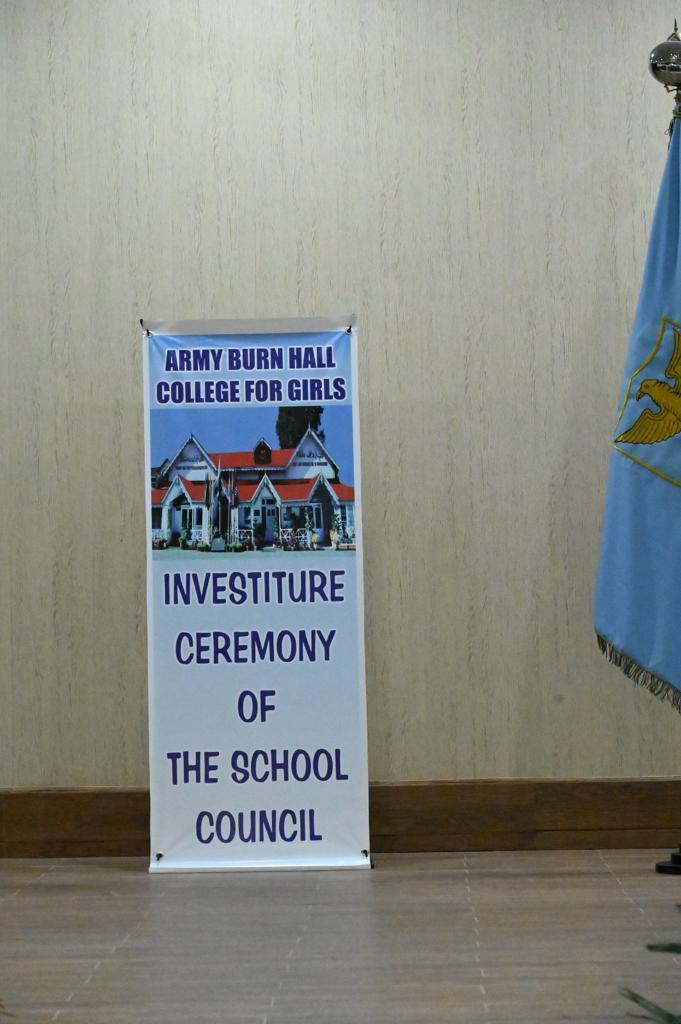 ARMY BURN HALL
COLLEGE FOR GIRLS
INVESTITURE
CEREMONY
OF
THE SCHOOL
COUNCIL